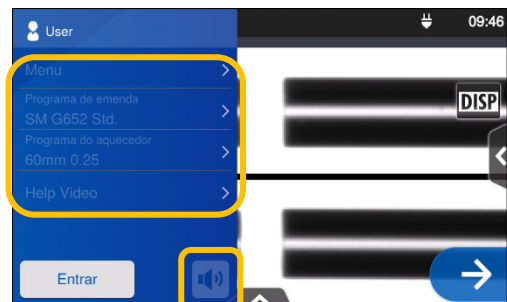 User
09:46
Menu
Programa de emenda
SM G652 Std.
Programa do aquecedor
60mm 0.25
Help Video
DISP
Entrar